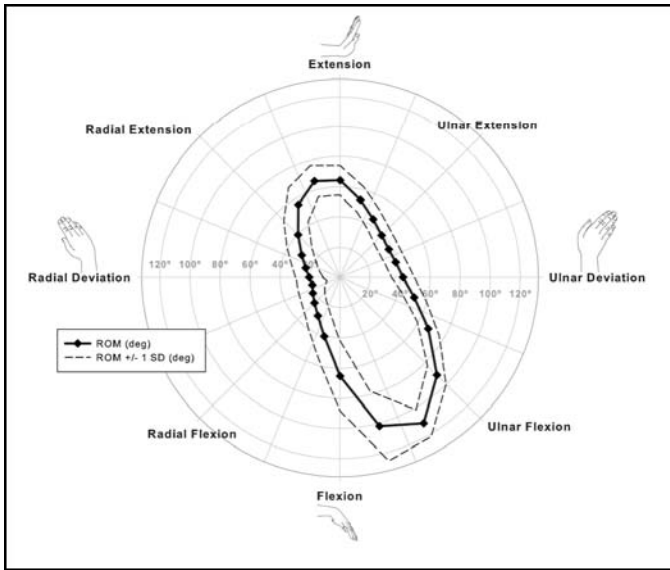 Extension
Radial Extension
Ulnar Extension
120° 100° 80° 60° 40°
Radial Deviation
20° 40° 60° 80° 100° 120°
Ulnar Deviation
ROM (deg)
ROM +/- 1 SD (deg)
Radial Flexion
Ulnar Flexion
Flexion